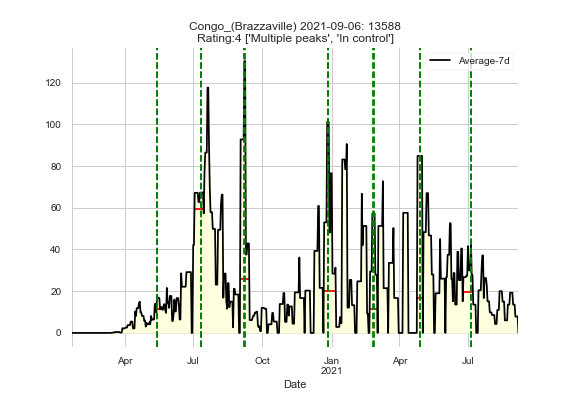 Congo_(Brazzaville) 2021-09-06: 13588
Rating:4 ['Multiple peaks', 'In control']
Average-7d
120
100
80
60
40
20
0
Apr
Jul
Oct
Jan
2021
Apr
Jul
Date